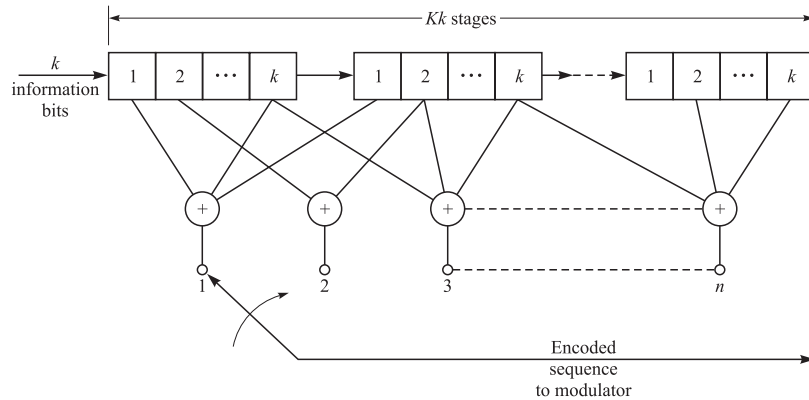 Kk stages
k
information
bits
1 2 ··· k
1 2 ··· k
1 2 ··· k
+ + + +
1 2 3 n
Encoded
sequence
to modulator